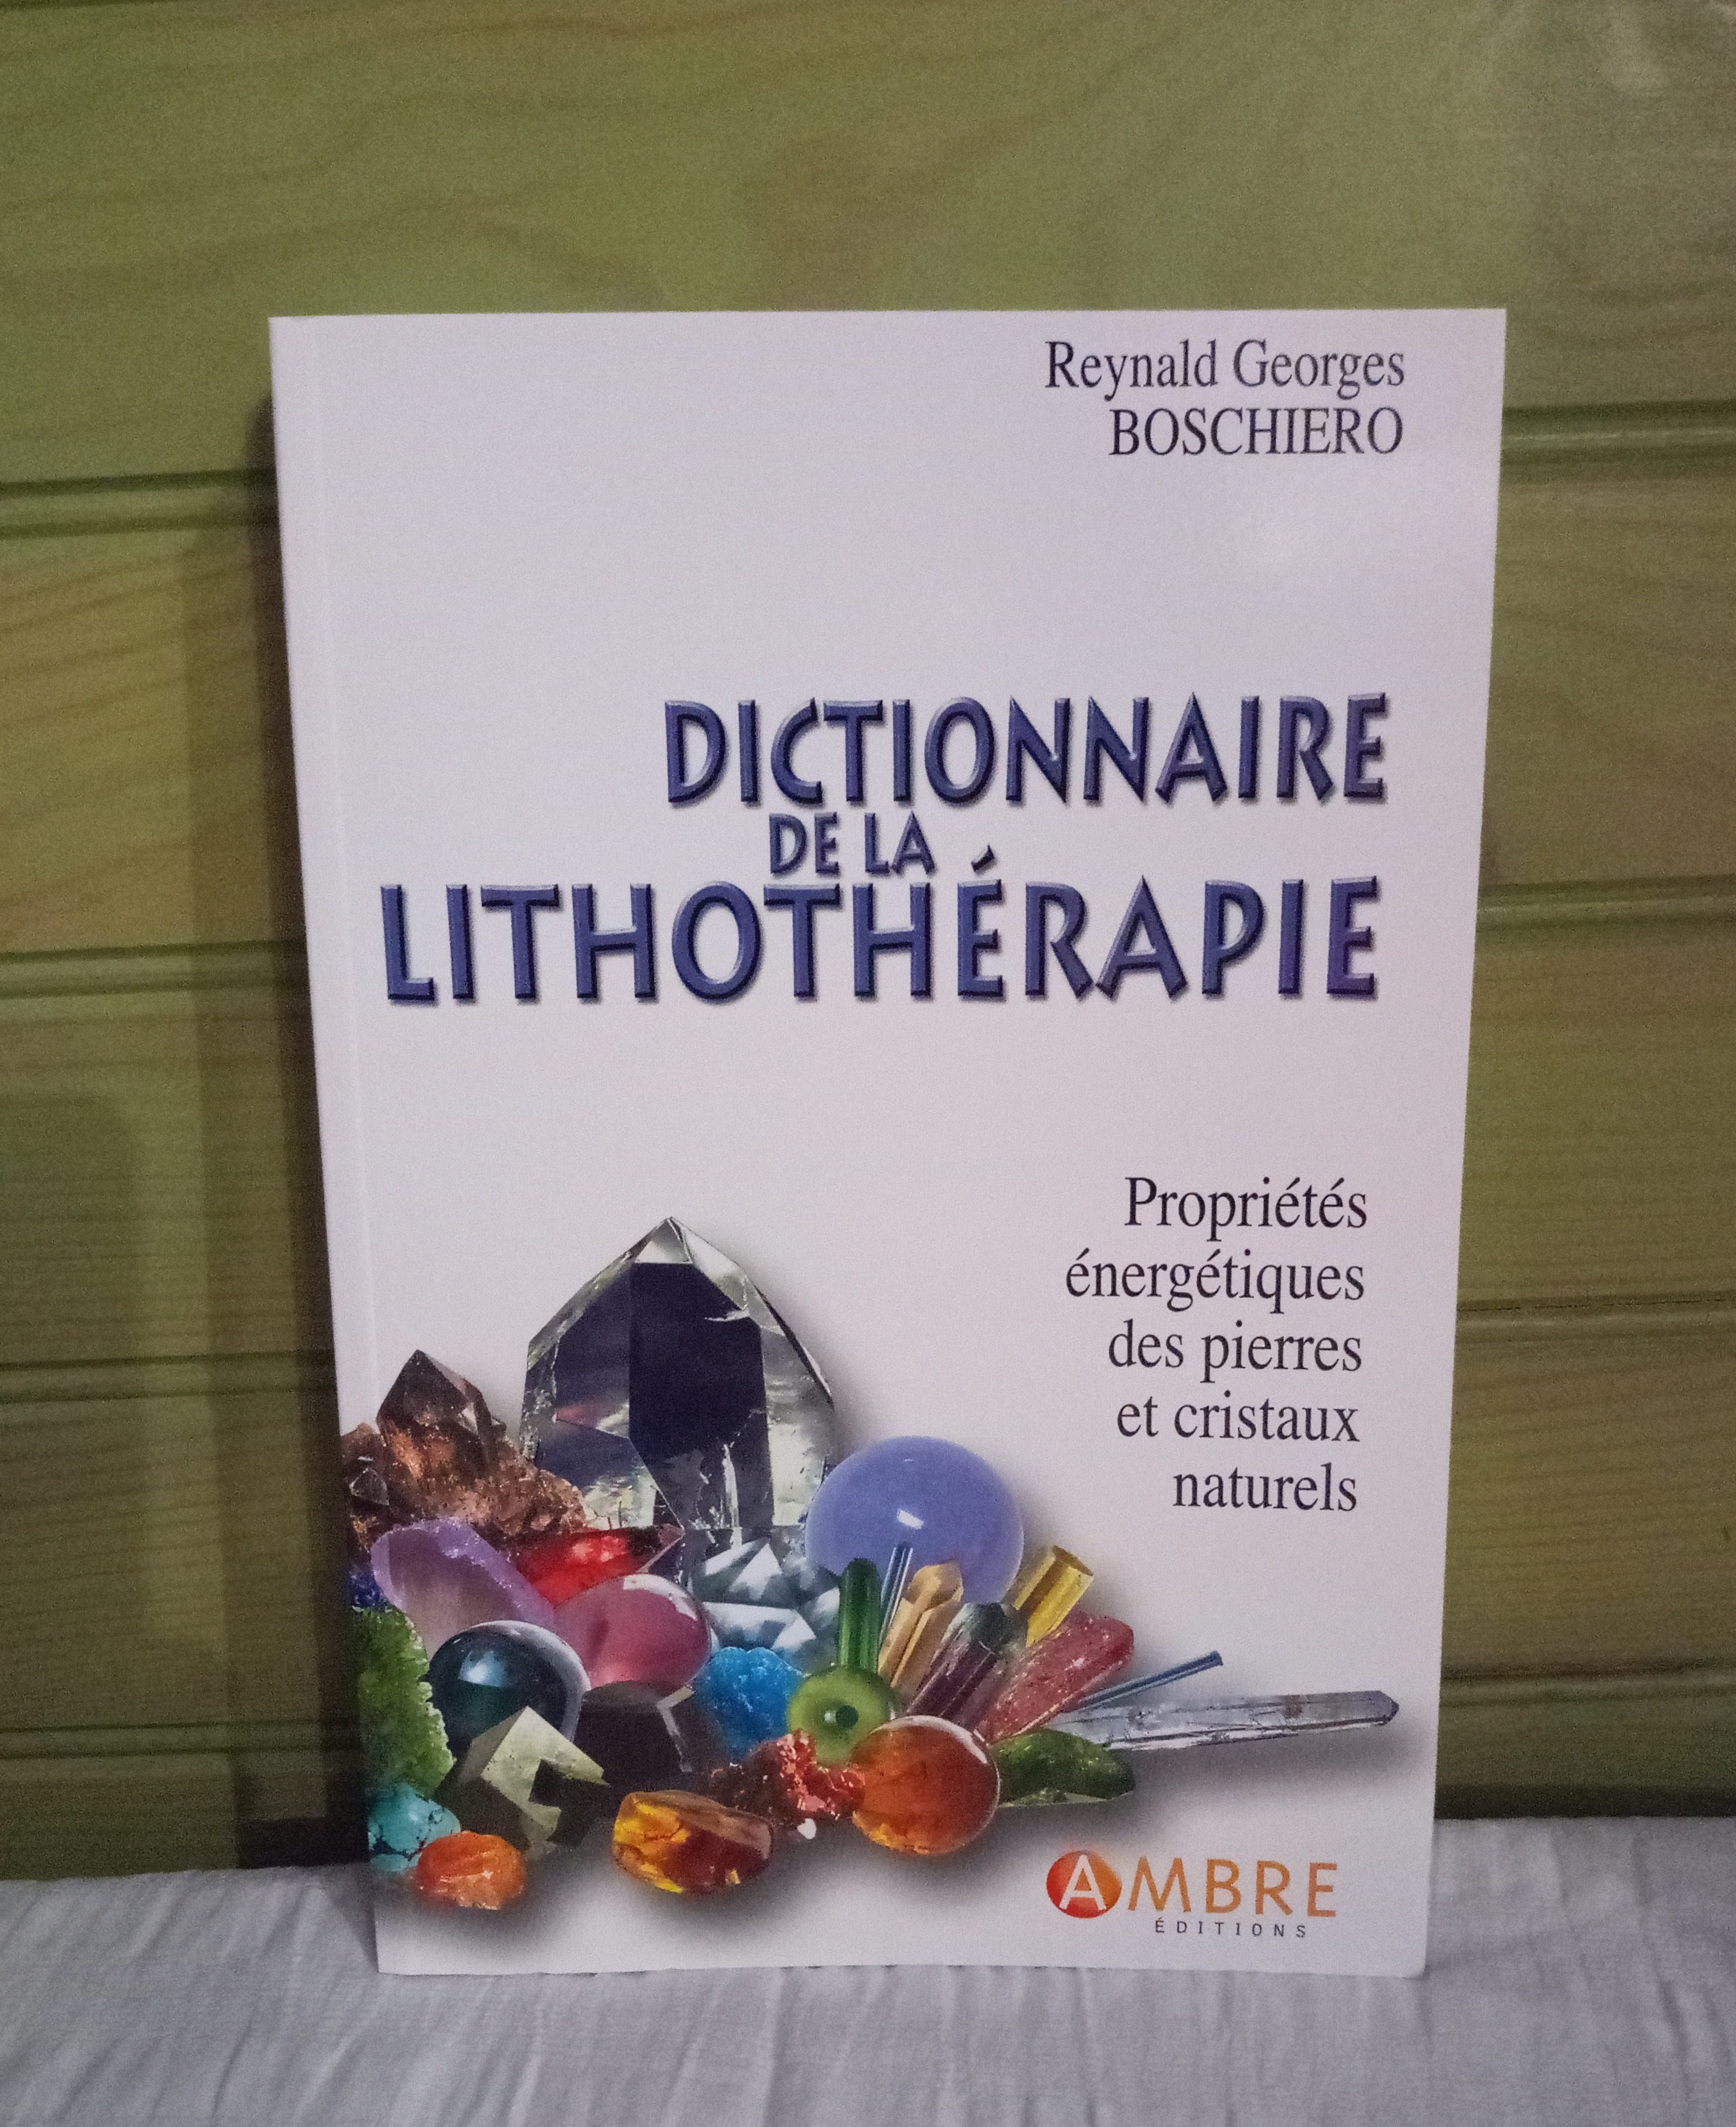 Reynald Georges
BOSCHIERO
DICTIONNAIRE
DE LA
LITHOTHÉRAPIE
Propriétés
énergétiques
des pierres
et cristaux
naturels
AMBRE
ÉDITIONS